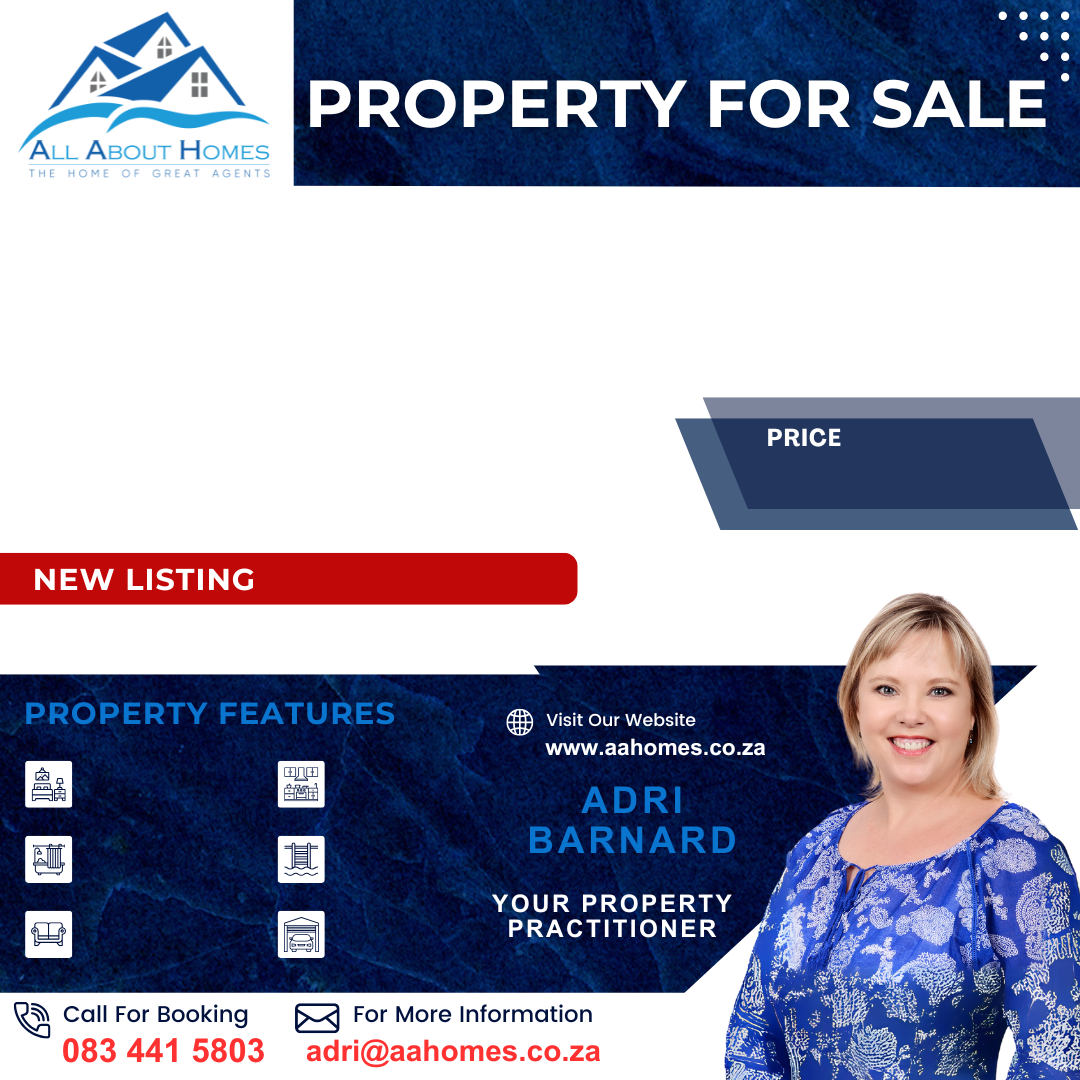 ALL ABOUT HOMES
THE HOME OF GREAT AGENTS
PROPERTY FOR SALE
PRICE
NEW LISTING
PROPERTY FEATURES
Visit Our Website
www.aahomes.co.za
ADRI
BARNARD
YOUR PROPERTY
PRACTITIONER
Call For Booking
083 441 5803
For More Information
adri@aahomes.co.za